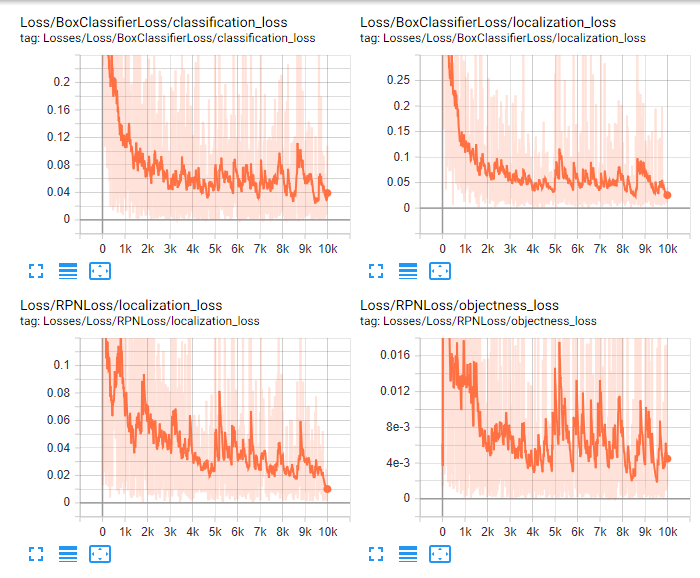 Loss/BoxClassifierLoss/classification_loss
tag: Losses/Loss/BoxClassifierLoss/classification_loss
0.2
0.16
0.12
0.08
0.04
0
0 1k 2k 3k 4k 5k 6k 7k 8k 9k 10k
Loss/BoxClassifierLoss/localization_loss
tag: Losses/Loss/BoxClassifierLoss/localization_loss
0.25
0.2
0.15
0.1
0.05
0
0 1k 2k 3k 4k 5k 6k 7k 8k 9k 10k
Loss/RPNLoss/localization_loss
tag: Losses/Loss/RPNLoss/localization_loss
0.1
0.08
0.06
0.04
0.02
0
0 1k 2k 3k 4k 5k 6k 7k 8k 9k 10k
Loss/RPNLoss/objectness_loss
tag: Losses/Loss/RPNLoss/objectness_loss
0.016
0.012
8e-3
4e-3
0
0 1k 2k 3k 4k 5k 6k 7k 8k 9k 10k